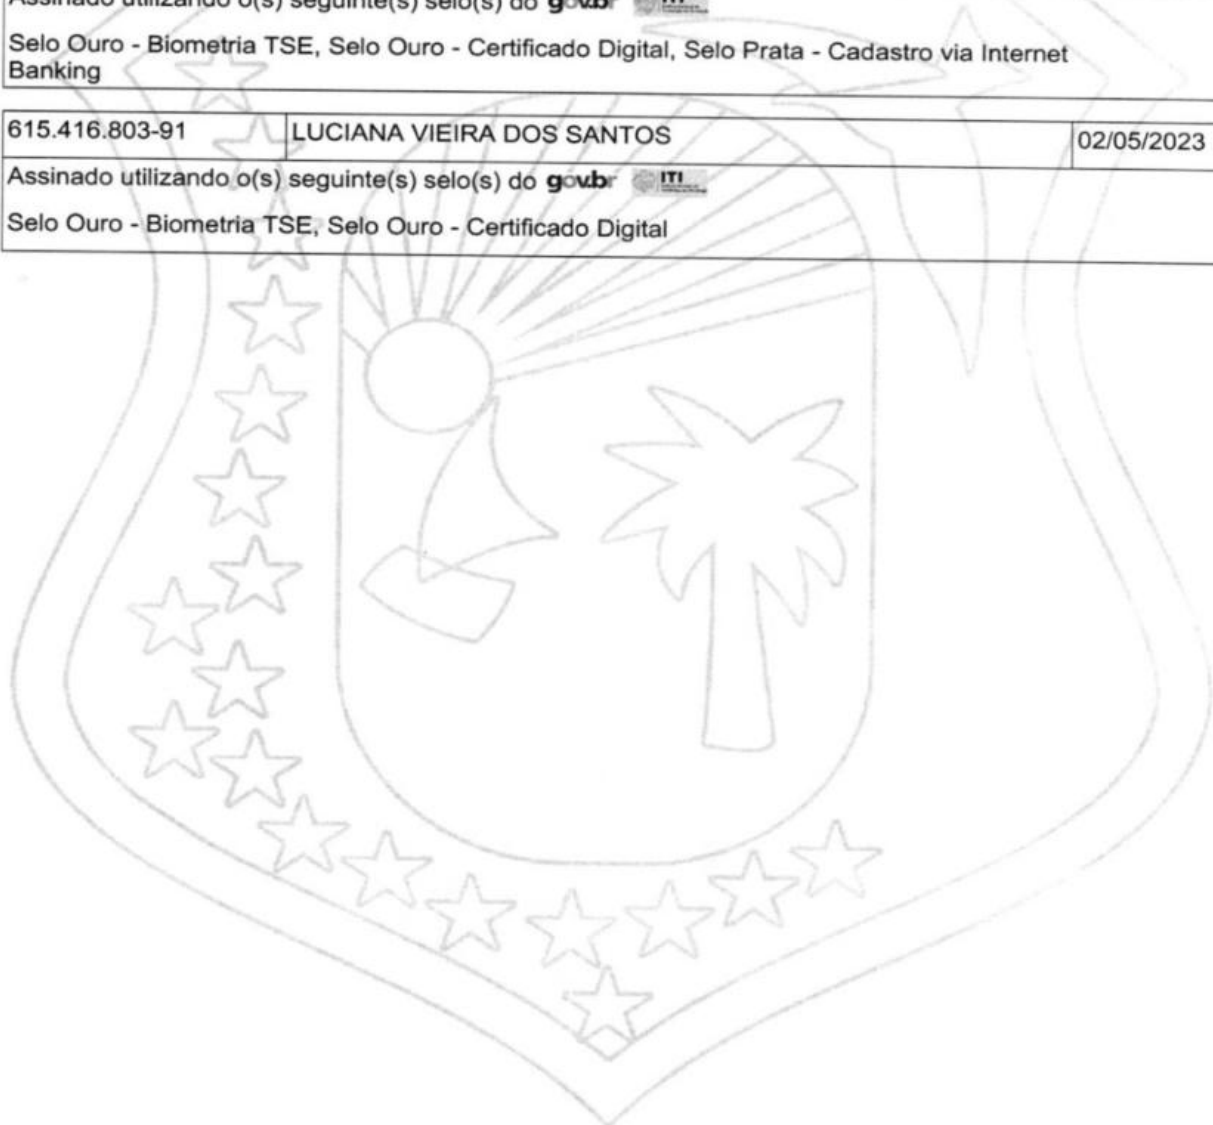 Assinado utilizando o(s) seguinte(s) selo(s) do gov.br ITI
Selo Ouro - Biometria TSE, Selo Ouro - Certificado Digital, Selo Prata - Cadastro via Internet
Banking
615.416.803-91 LUCIANA VIEIRA DOS SANTOS 02/05/2023
Assinado utilizando o(s) seguinte(s) selo(s) do gov.br ITI
Selo Ouro - Biometria TSE, Selo Ouro - Certificado Digital